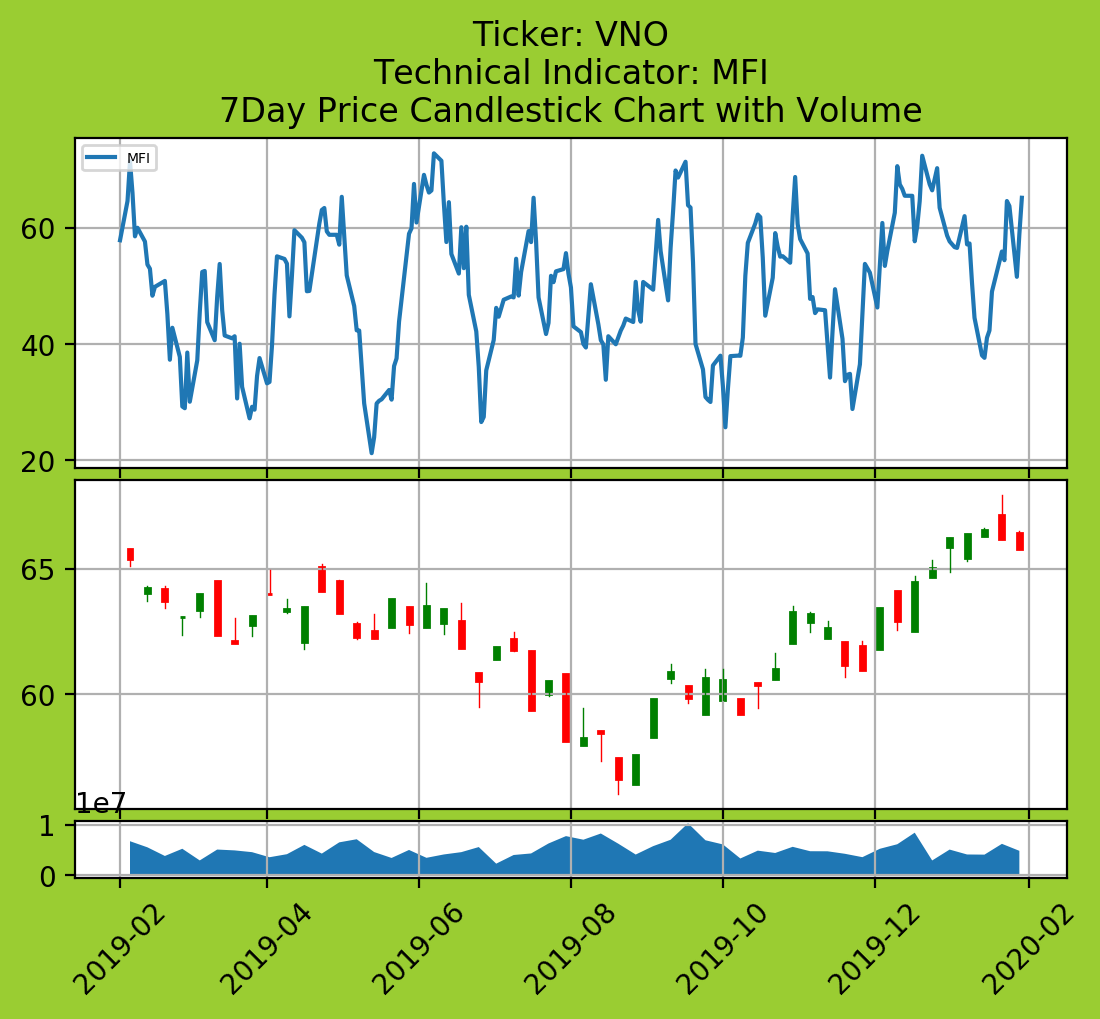 Ticker: VNO
Technical Indicator: MFI
7Day Price Candlestick Chart with Volume
MFI
60
40
20
65
60
1e7
1
0
2019-02
2019-04
2019-06
2019-08
2019-10
2019-12
2020-02